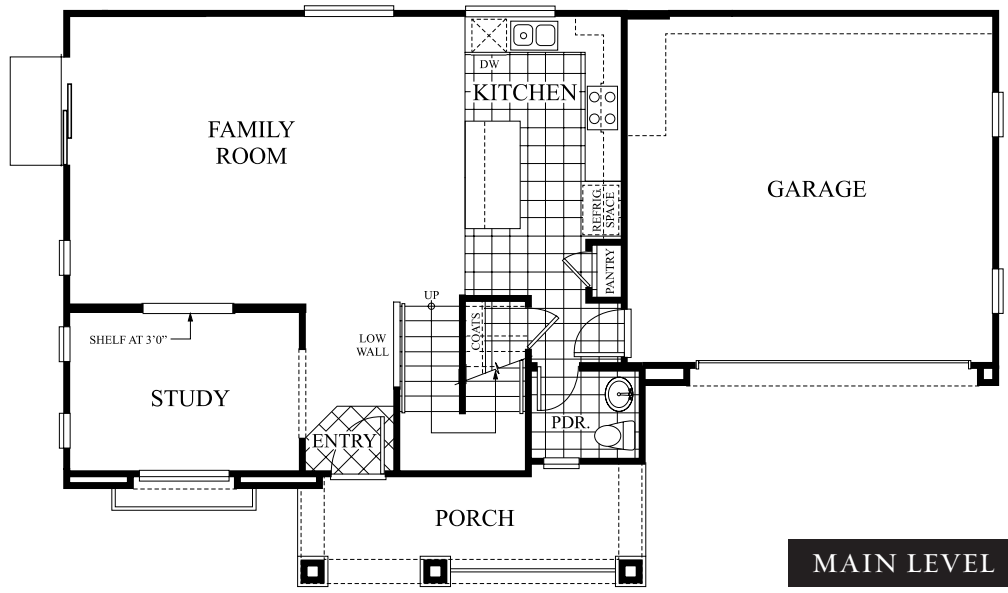 DW
KITCHEN
FAMILY
ROOM
GARAGE
REFRIG.
SPACE
PANTRY
UP
COATS
SHELF AT 3'0"
LOW
WALL
STUDY
PDR.
ENTRY
PORCH
MAIN LEVEL